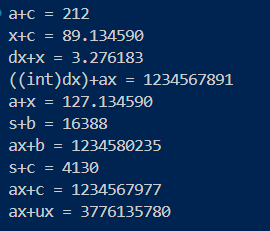 a+c = 212
x+c = 89.134590
dx+x = 3.276183
((int)dx)+ax = 1234567891
a+x = 127.134590
s+b = 16388
ax+b = 1234580235
s+c = 4130
ax+c = 1234567977
ax+ux = 3776135780